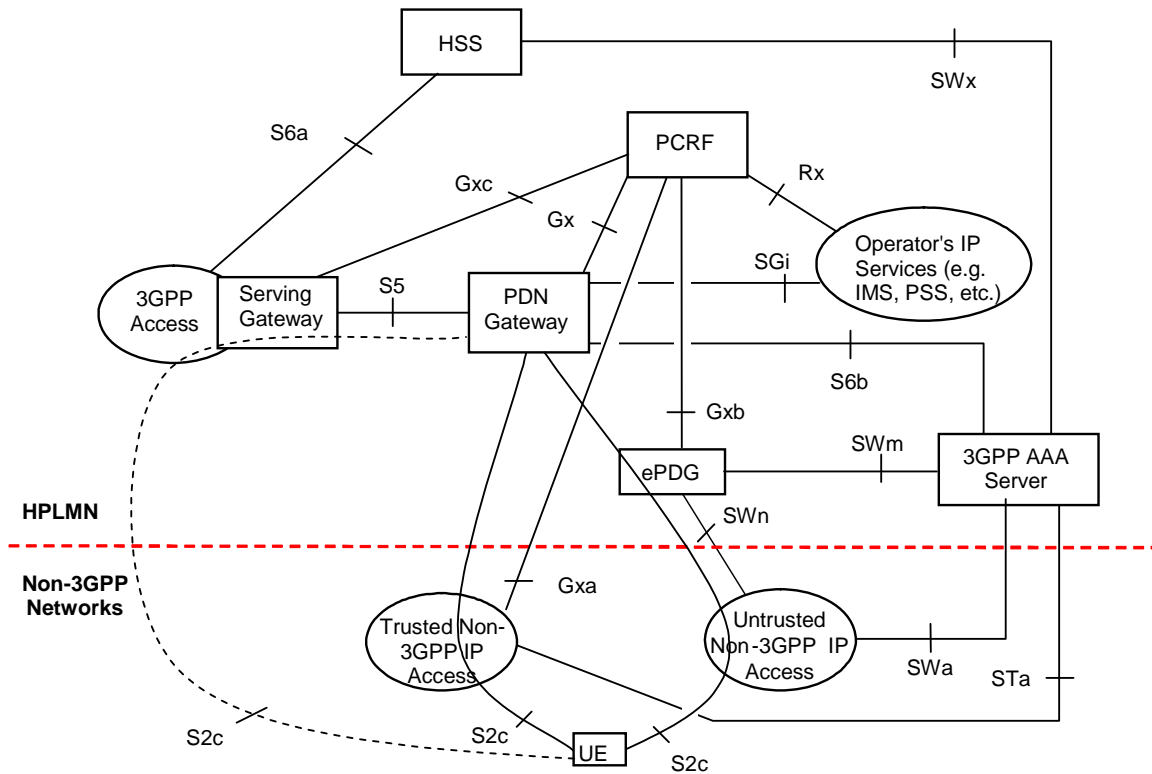 HSS
SWx
S6a
PCRF
Rx
Gxc
Gx
Operator's IP
Services (e.g.
IMS, PSS, etc.)
SGi
3GPP
Access
Serving
Gateway
S5
PDN
Gateway
S6b
Gxb
SWm
3GPP AAA
Server
ePDG
SWn
HPLMN
Non-3GPP
Networks
Gxa
Trusted Non-
3GPP IP
Access
Untrusted
Non-3GPP IP
Access
SWa
STa
S2c
S2c
UE
S2c